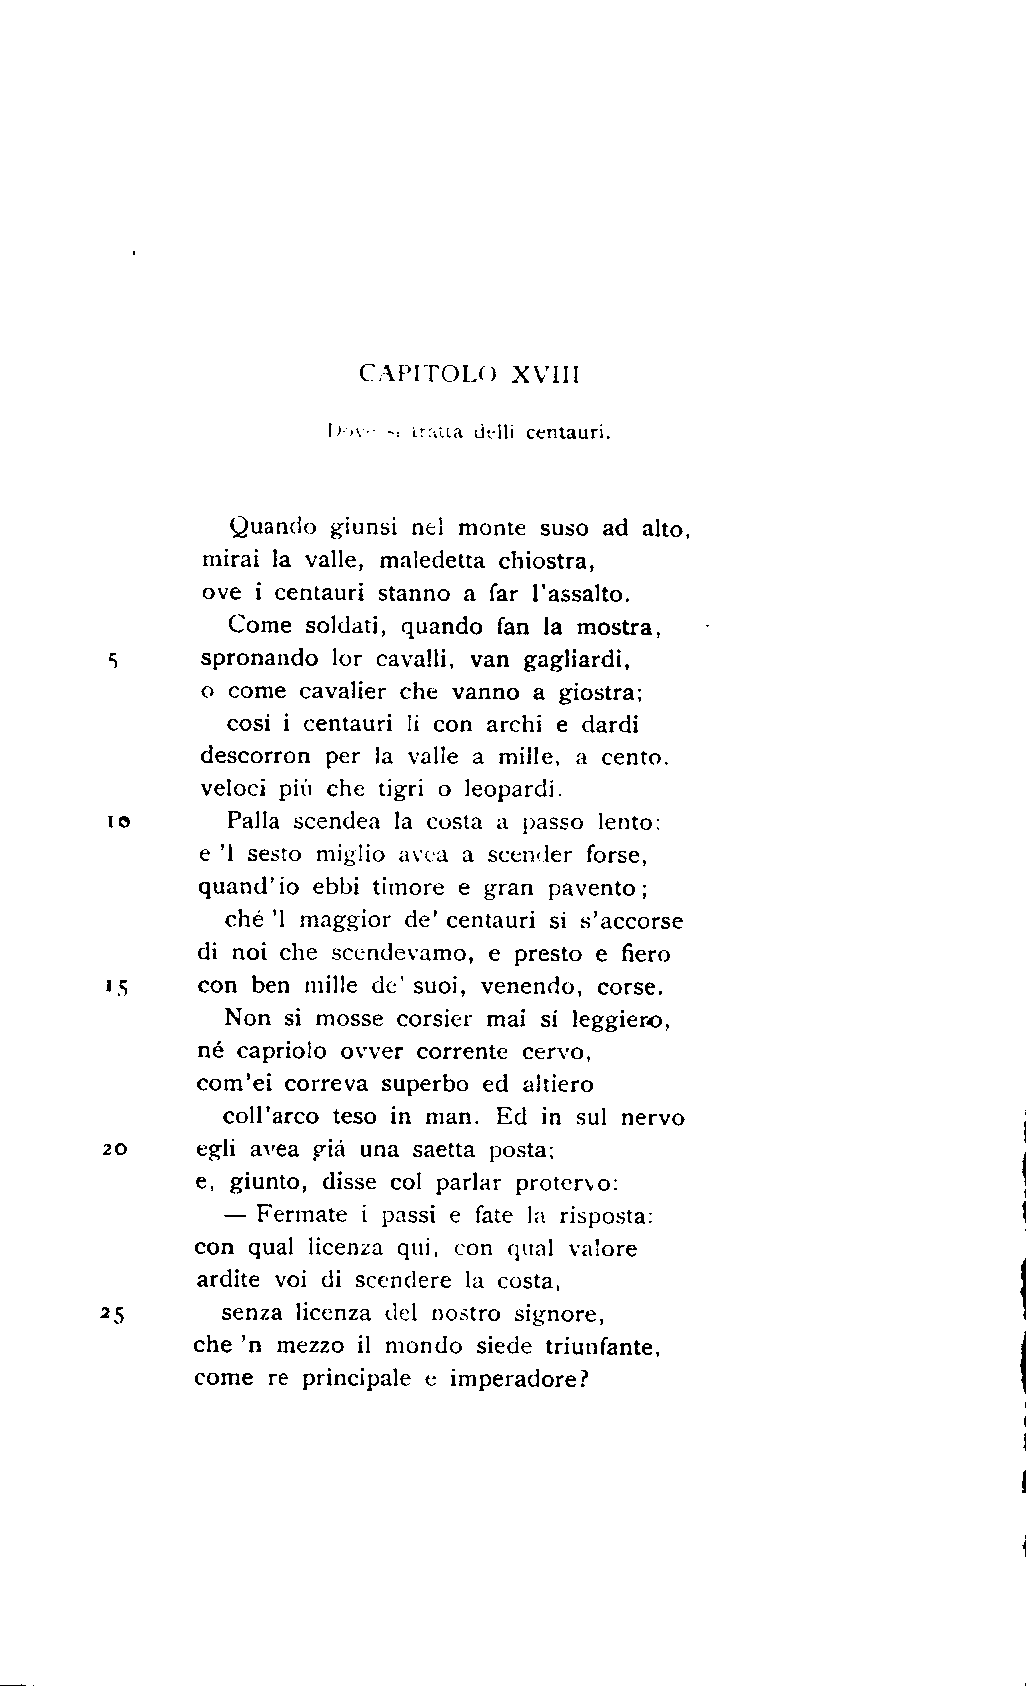 CAPITOLO XVIII
Dove si tratta delli centauri.
Quando giunsi nel monte suso ad alto,
mirai la valle, maledetta chiostra,
ove i centauri stanno a far l'assalto.
Come soldati, quando fan la mostra,
5 spronando lor cavalli, van gagliardi,
o come cavalier che vanno a giostra;
cosi i centauri li con archi e dardi
descorron per la valle a mille, a cento.
veloci più che tigri o leopardi.
10 Palla scendea la costa a passo lento:
e 'l sesto miglio avea a scender forse,
quand'io ebbi timore e gran pavento;
ché 'l maggior de' centauri si s'accorse
di noi che scendevamo, e presto e fiero
15 con ben mille de' suoi, venendo, corse.
Non si mosse corsier mai sí leggiero,
né capriolo ovver corrente cervo,
com'ei correva superbo ed altiero
coll'arco teso in man. Ed in sul nervo
20 egli avea giá una saetta posta;
e, giunto, disse col parlar protervo:
— Fermate i passi e fate la risposta:
con qual licenza qui, con qual valore
ardite voi di scendere la costa,
25 senza licenza del nostro signore,
che 'n mezzo il mondo siede triunfante,
come re principale e imperadore?